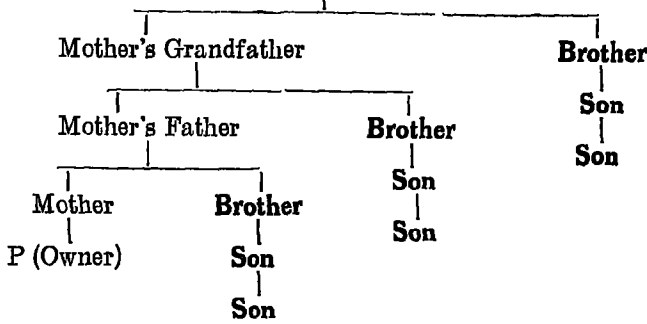 Mother's Grandfather Brother
Son
Mother's Father Brother
Son
Son
Mother Brother
Son
P (Owner) Son
Son